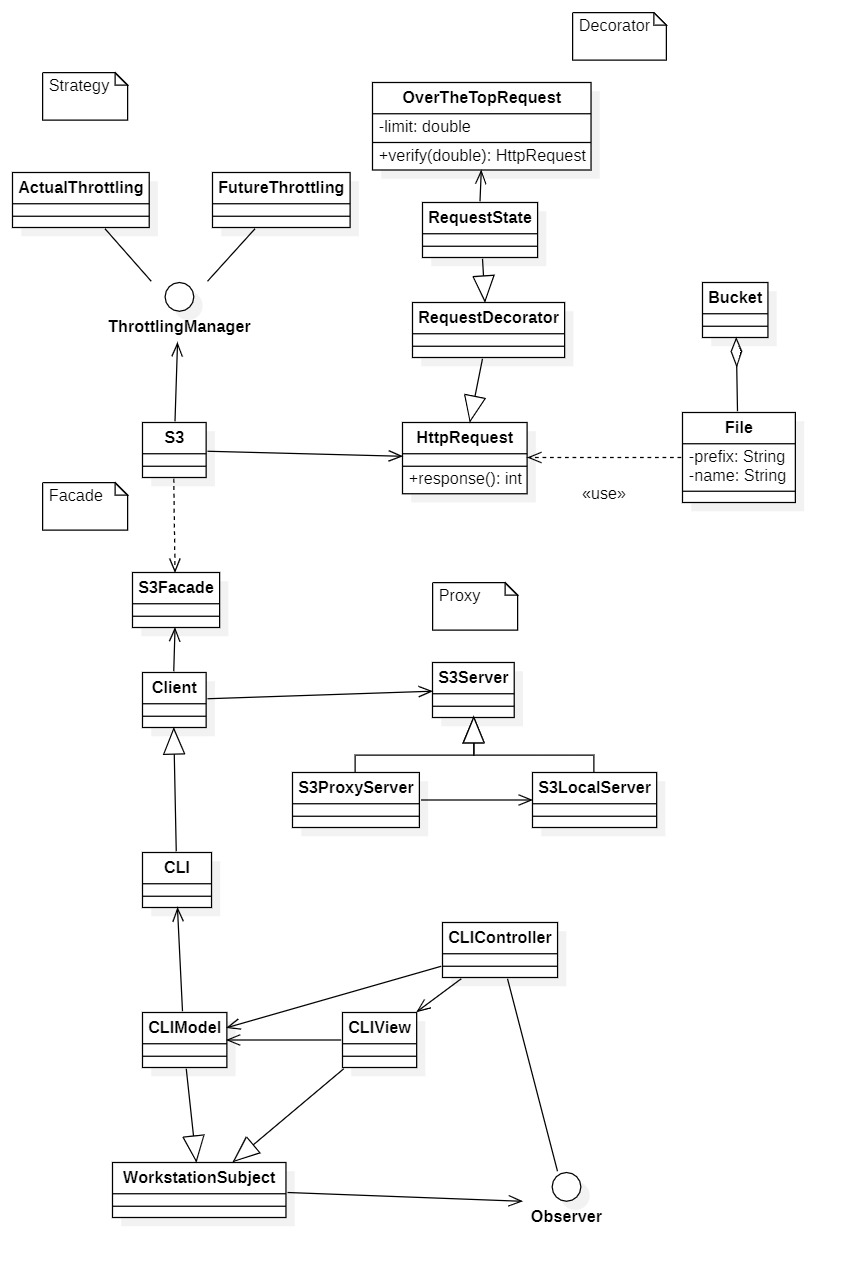 Decorator
Strategy
OverTheTopRequest
-limit: double
+verify(double): HttpRequest
ActualThrottling
FutureThrottling
RequestState
Bucket
RequestDecorator
ThrottlingManager
S3
HttpRequest
+response(): int
File
-prefix: String
-name: String
«use»
Facade
S3Facade
Proxy
Client
S3Server
S3ProxyServer
S3LocalServer
CLI
CLIController
CLIModel
CLIView
WorkstationSubject
Observer